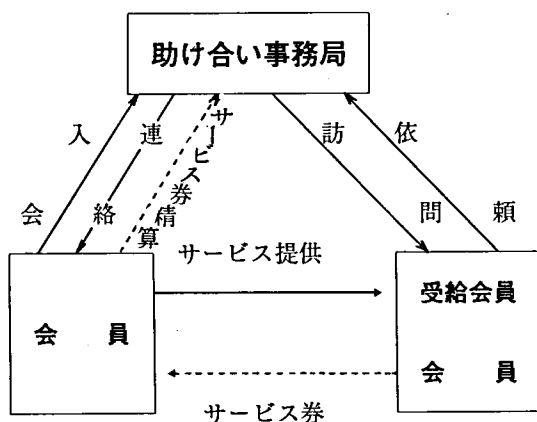 助け合い事務局
入会
連絡
サービス券精算
訪問
依頼
サービス提供
会員
受給会員
会員
サービス券